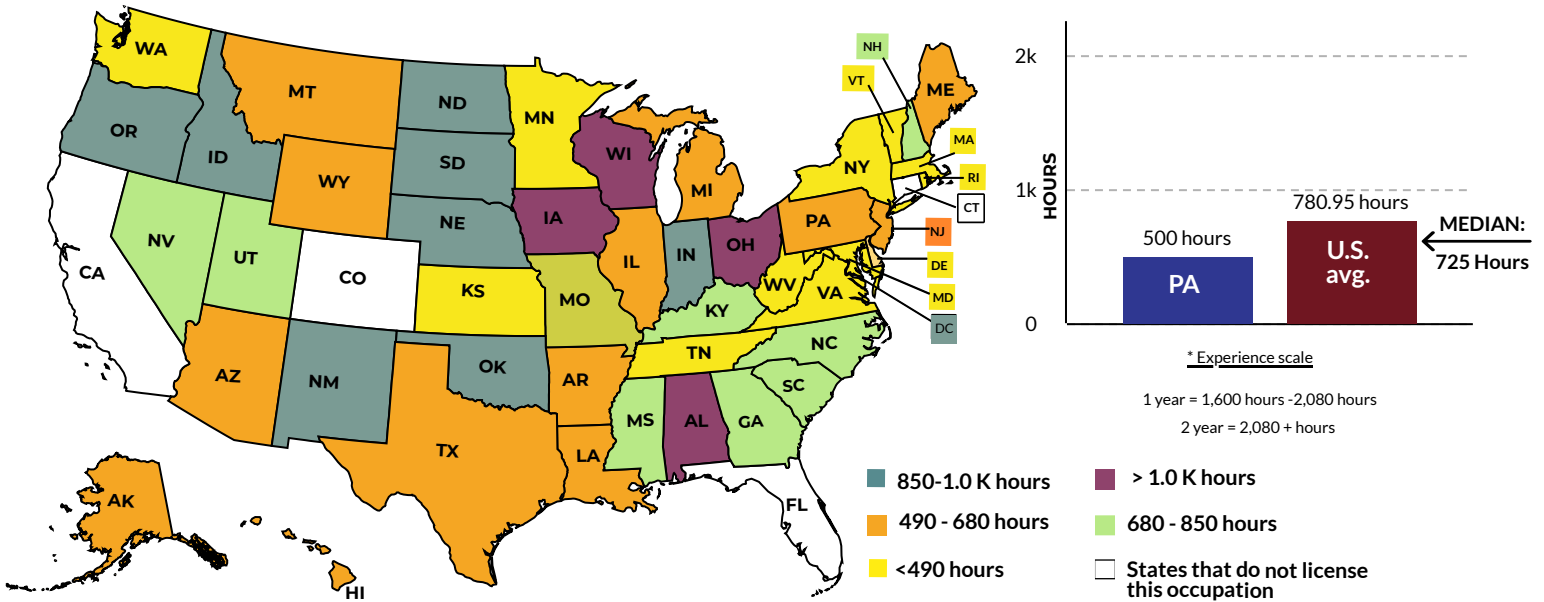 WA
OR
ID
MT
WY
ND
SD
NE
MN
WI
IA
MI
NY
ME
NH
VT
MA
RI
CT
NJ
DE
MD
DC
PA
OH
IN
IL
WV
VA
KY
TN
NC
SC
GA
AL
MS
LA
AR
MO
KS
OK
TX
NM
AZ
CO
UT
NV
CA
FL
AK
HI
HOURS
2k
1k
0
500 hours
PA
780.95 hours
U.S.
avg.
MEDIAN:
725 Hours
* Experience scale
1 year = 1,600 hours -2,080 hours
2 year = 2,080 + hours
850-1.0 K hours
490 - 680 hours
<490 hours
> 1.0 K hours
680 - 850 hours
States that do not license
this occupation